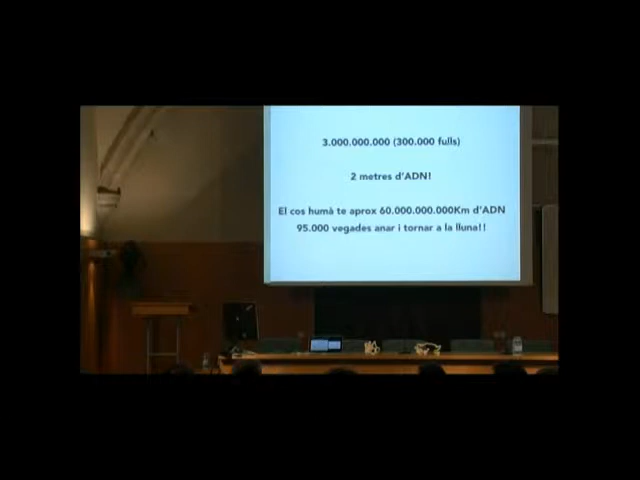 3.000.000.000 (300.000 fulls)
2 metres d'ADN!
El cos humà te aprox 60.000.000.000Km d'ADN
95.000 vegades anar i tornar a la lluna!!